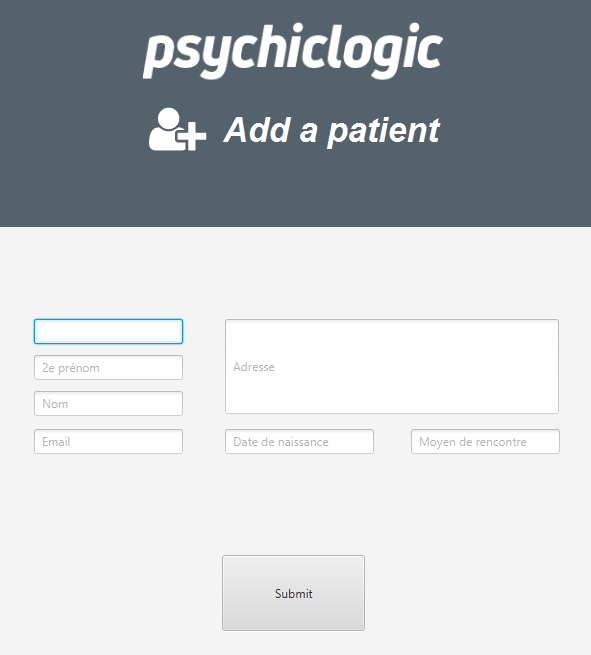 psychiclogic
Add a patient
2e prénom
Nom
Email
Adresse
Date de naissance
Moyen de rencontre
Submit